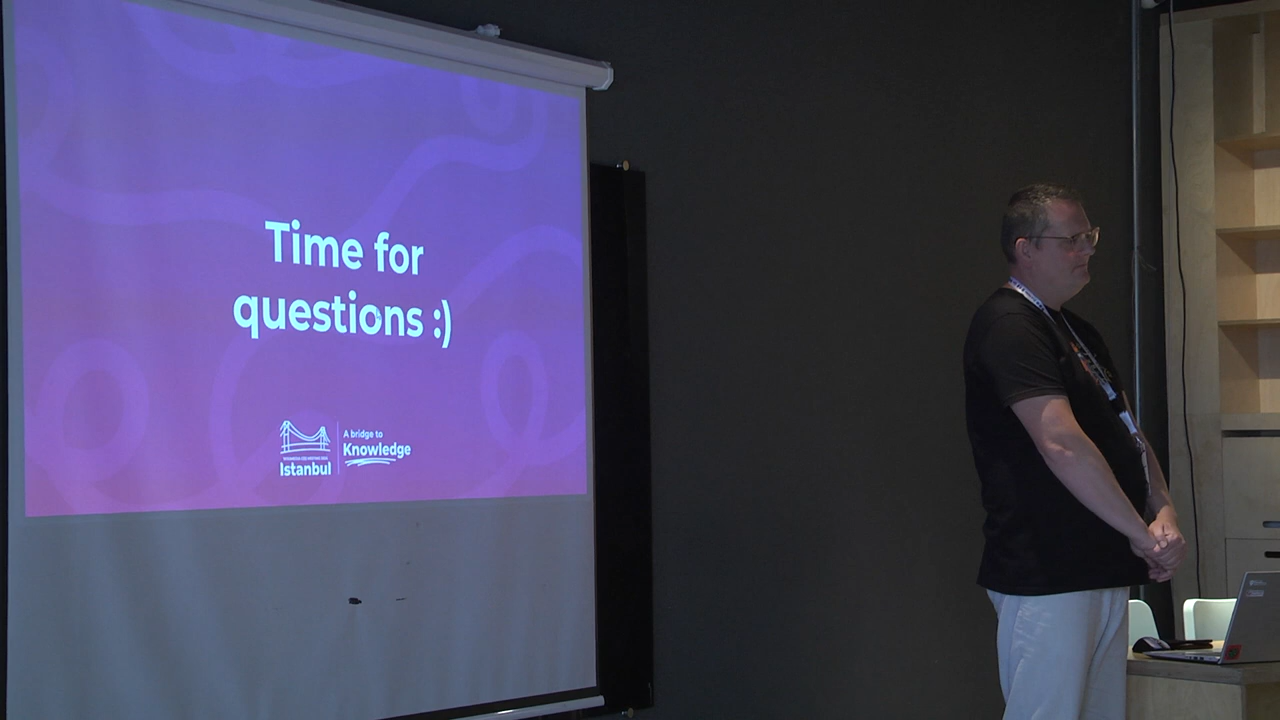 Time for
questions :)
A bridge to
Knowledge
Istanbul